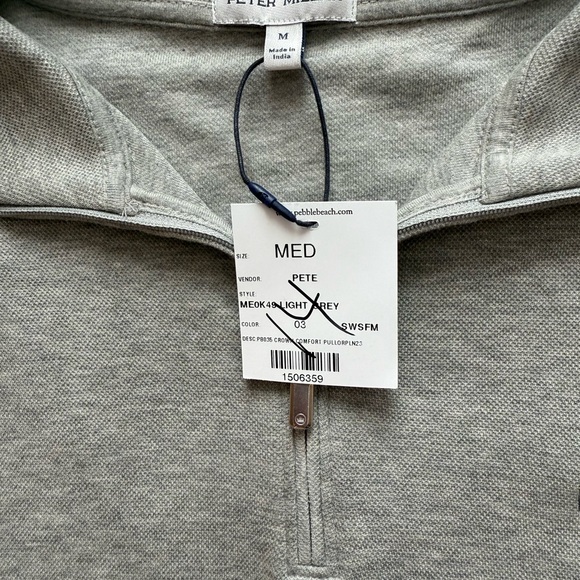 PETER MILL
M
Made in
India
pebblebeach.com
SIZE: MED
VENDOR: PETE
STYLE:
ME0K49 LIGHT GREY
COLOR: 03 SWSFM
DESC:PB035 CROWN COMFORT PULLORPLN23
1506359